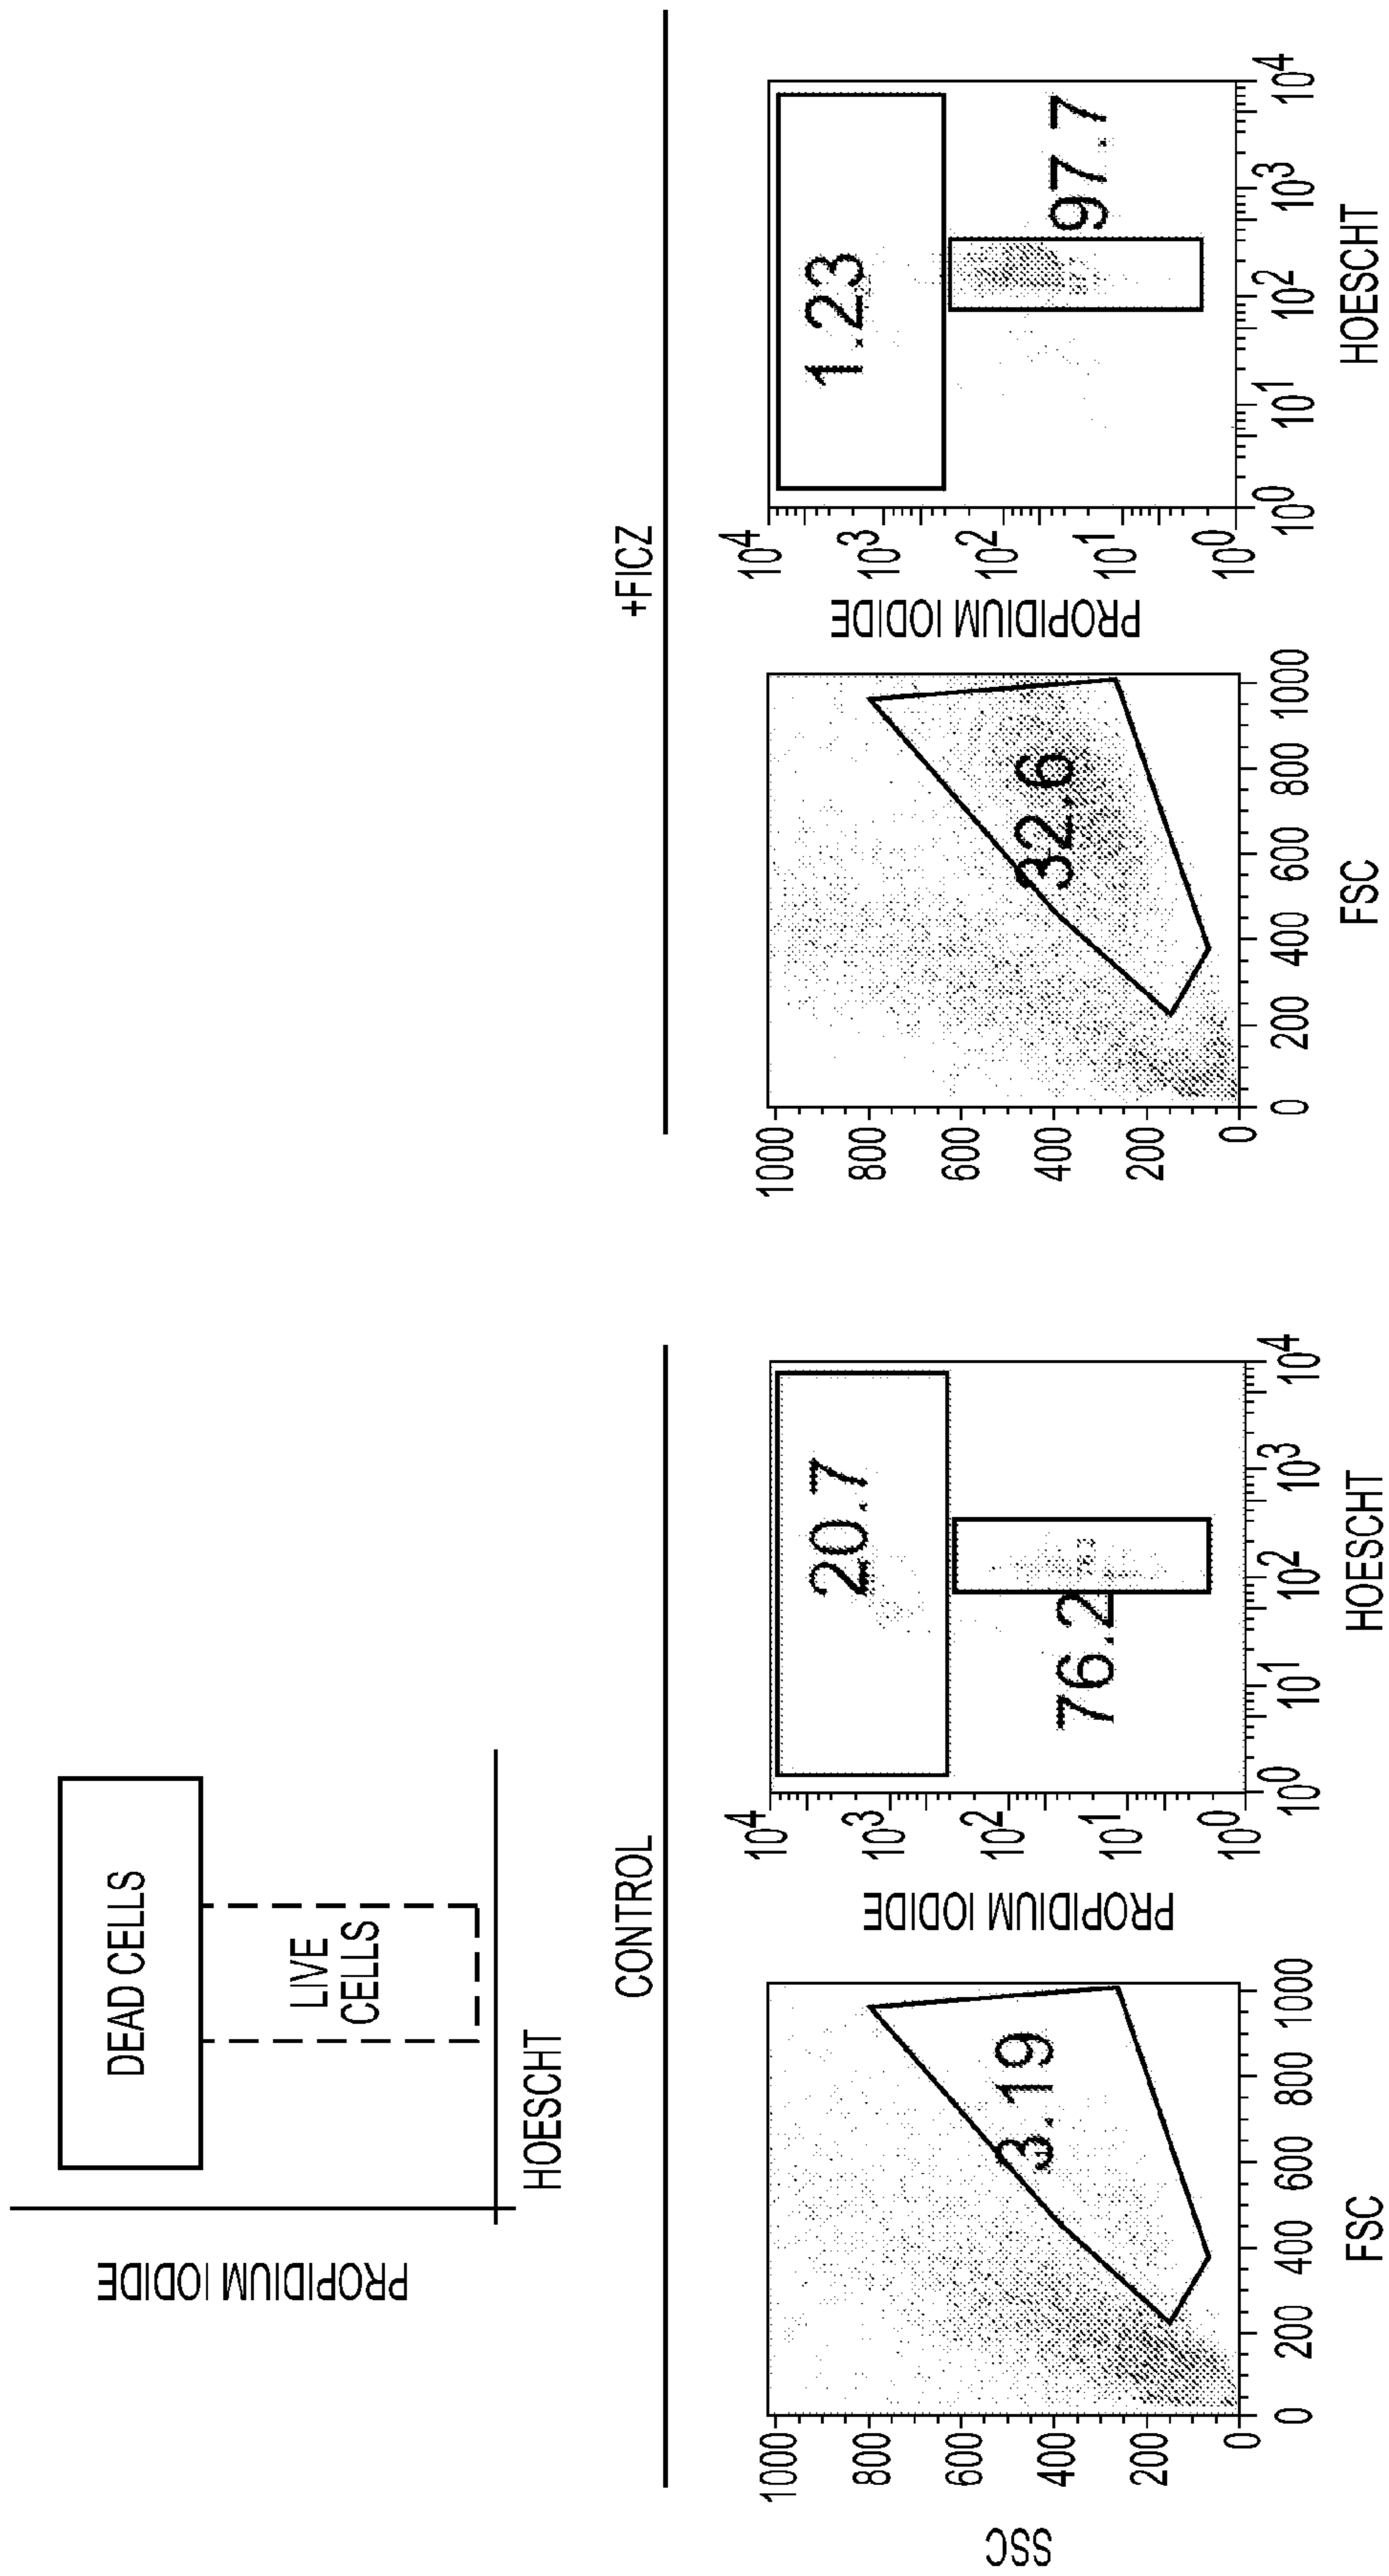 PROPIDIUM IODIDE
DEAD CELLS
LIVE
CELLS
HOESCHT
CONTROL
SSC
1000
800
600
400
200
0
3.19
0 200 400 600 800 1000
FSC
PROPIDIUM IODIDE
10^4
10^3
10^2
10^1
10^0
20.7
76.2
10^0 10^1 10^2 10^3 10^4
HOESCHT
+FICZ
1000
800
600
400
200
0
32.6
0 200 400 600 800 1000
FSC
PROPIDIUM IODIDE
10^4
10^3
10^2
10^1
10^0
1.23
97.7
10^0 10^1 10^2 10^3 10^4
HOESCHT